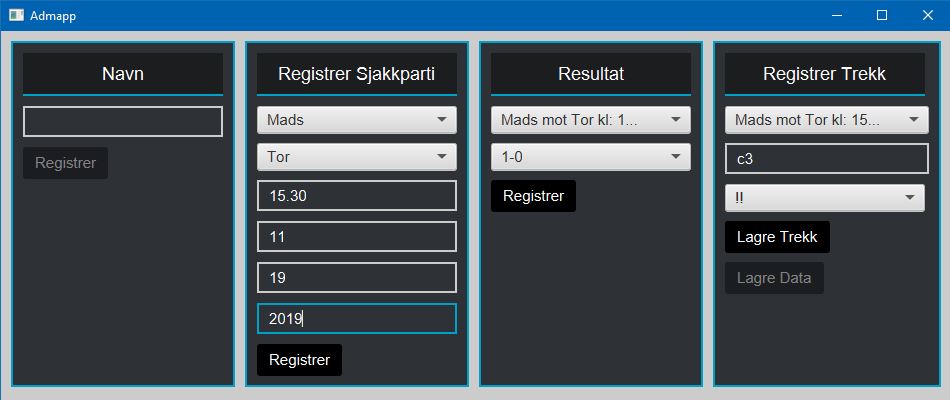 Admapp
Navn
Registrer
Registrer Sjakkparti
Mads
Tor
15.30
11
19
2019
Registrer
Resultat
Mads mot Tor kl: 1...
1-0
Registrer
Registrer Trekk
Mads mot Tor kl: 15...
c3
!!
Lagre Trekk
Lagre Data